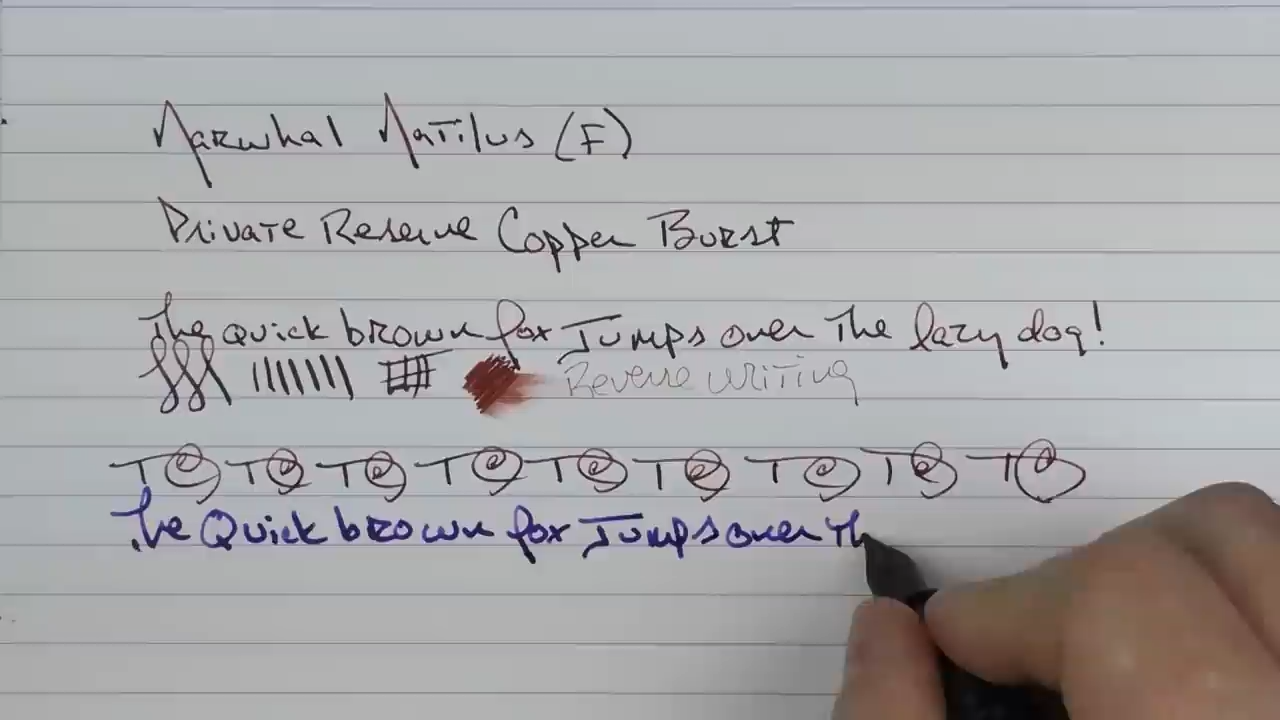 Narwhal Natilus (F)
Private Reserve Copper Burst
The Quick brown fox Jumps over The lazy dog!
Reverse writing
The Quick brown fox Jumps over Th